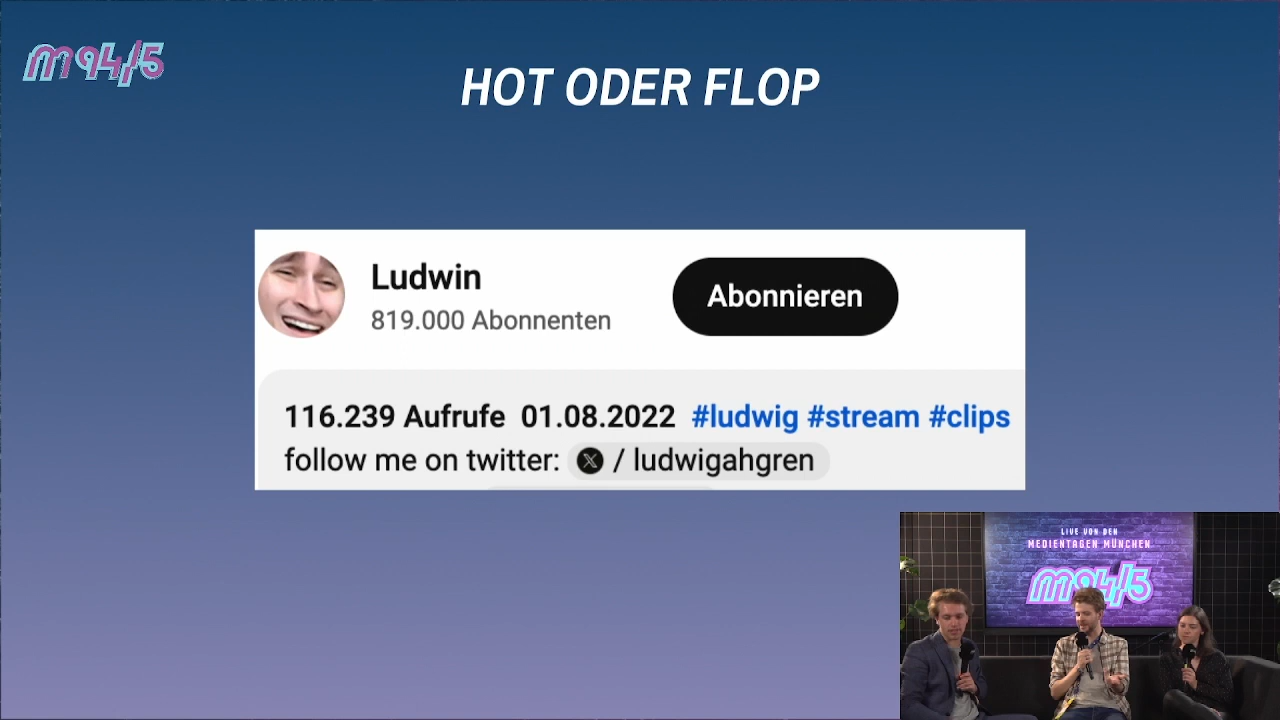 M94/5
HOT ODER FLOP
Ludwin
819.000 Abonnenten
Abonnieren
116.239 Aufrufe 01.08.2022 #ludwig #stream #clips
follow me on twitter: X / ludwigahgren
LIVE VON DEN
MEDIENTAGEN MÜNCHEN
M94/5